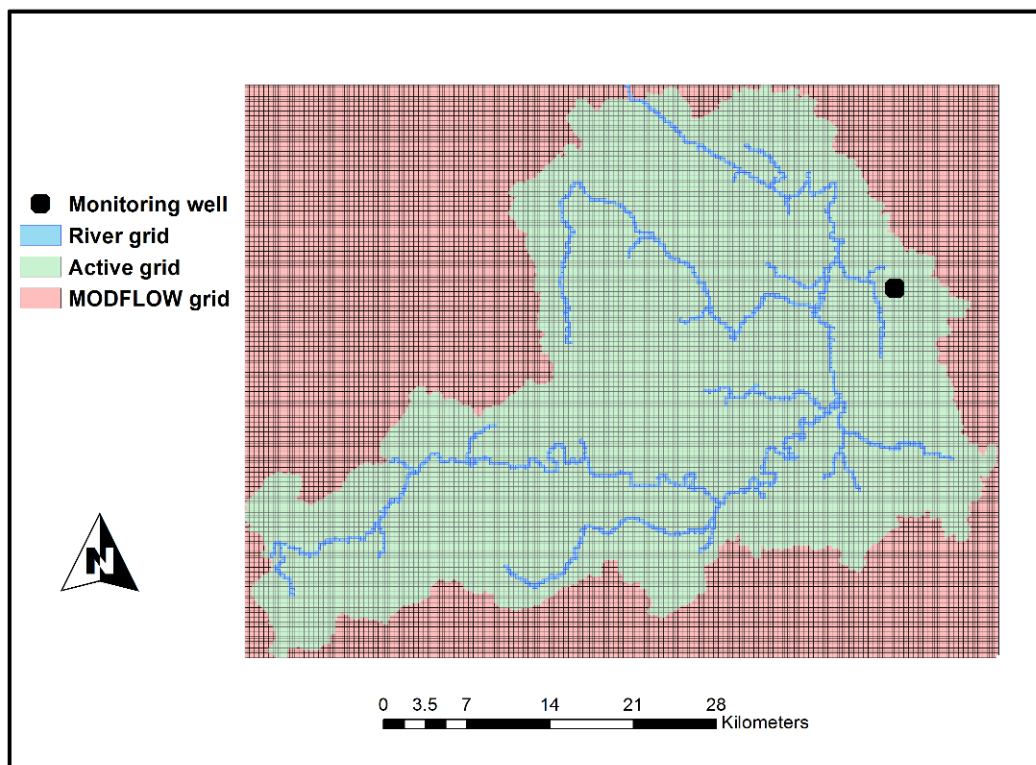 Monitoring well
River grid
Active grid
MODFLOW grid
N
0 3.5 7 14 21 28
Kilometers